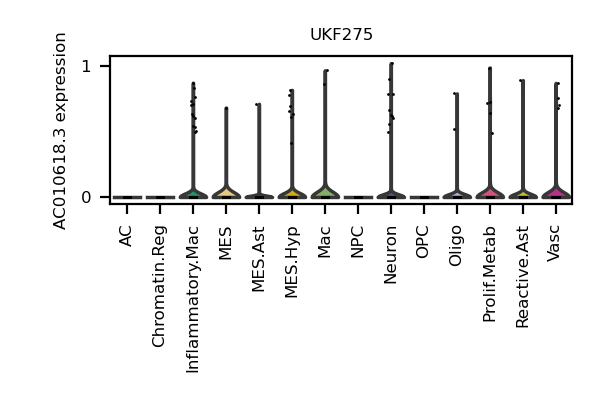 UKF275
AC010618.3 expression
1
0
AC
Chromatin.Reg
Inflammatory.Mac
MES
MES.Ast
MES.Hyp
Mac
NPC
Neuron
OPC
Oligo
Prolif.Metab
Reactive.Ast
Vasc